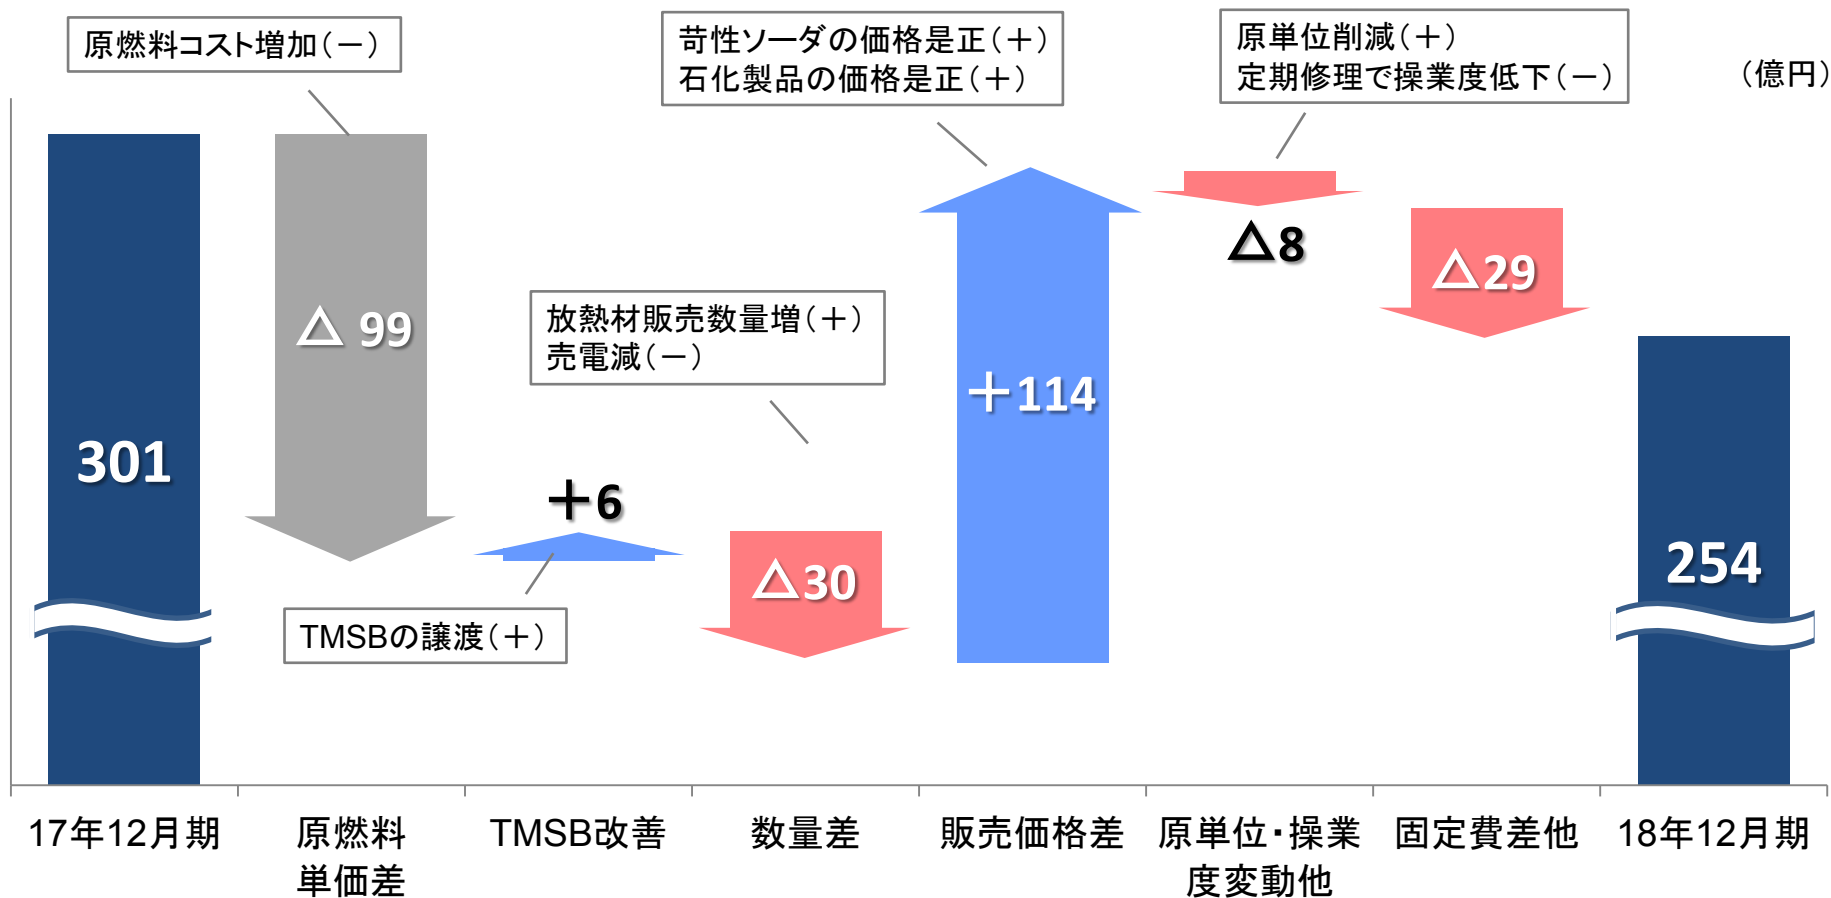 原燃料コスト増加(－)
苛性ソーダの価格是正(＋)
石化製品の価格是正(＋)
原単位削減(＋)
定期修理で操業度低下(－)
(億円)
301
△ 99
＋6
TMSBの譲渡(＋)
放熱材販売数量増(＋)
売電減(－)
△30
＋114
△8
△29
254
17年12月期
原燃料
単価差
TMSB改善
数量差
販売価格差
原単位・操業
度変動他
固定費差他
18年12月期